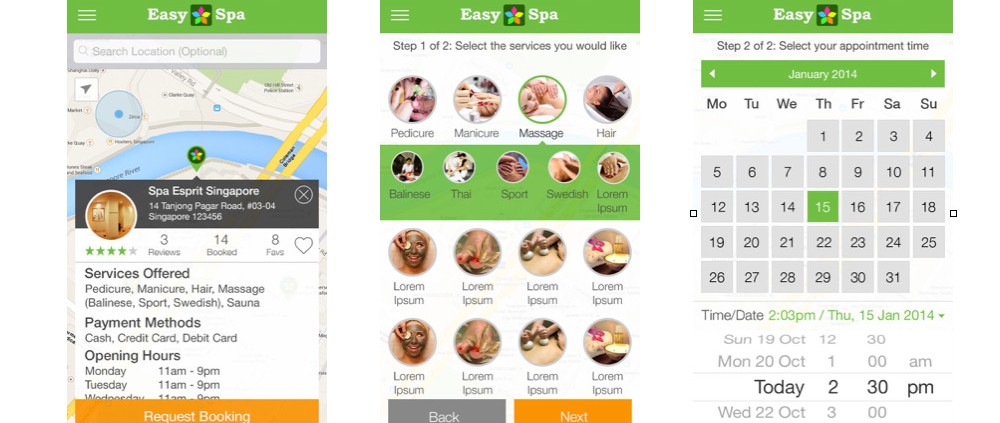 Easy Spa
Search Location (Optional)
Clarke Quay
Zirca
Coleman
Bridge
Spa Esprit Singapore
14 Tanjong Pagar Road, #03-04
Singapore 123456
3 14 8
Reviews Booked Favs
Services Offered
Pedicure, Manicure, Hair, Massage
(Balinese, Sport, Swedish), Sauna
Payment Methods
Cash, Credit Card, Debit Card
Opening Hours
Monday 11am - 9pm
Tuesday 11am - 9pm
Wednesday 11am - 9pm
Request Booking
Easy Spa
Step 1 of 2: Select the services you would like
Pedicure Manicure Massage Hair
Balinese Thai Sport Swedish Lorem
Ipsum
Lorem Lorem Lorem Lorem
Ipsum Ipsum Ipsum Ipsum
Lorem Lorem Lorem Lorem
Ipsum Ipsum Ipsum Ipsum
Back Next
Easy Spa
Step 2 of 2: Select your appointment time
January 2014
Mo Tu We Th Fr Sa Su
1 2 3 4
5 6 7 8 9 10 11
12 13 14 15 16 17 18
19 20 21 22 23 24 25
26 27 28 29 30 31
Time/Date 2:03pm / Thu, 15 Jan 2014
Sun 19 Oct 12 30
Mon 20 Oct 1 00 am
Today 2 30 pm
Wed 22 Oct 3 00